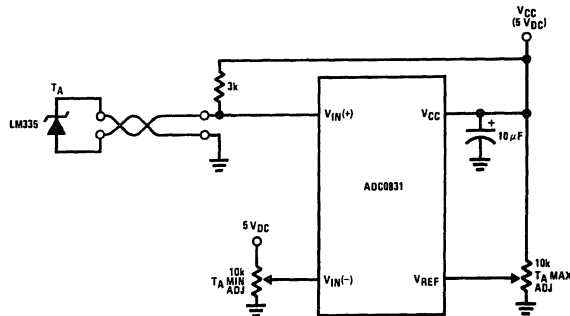 VCC
(5 VDC)
TA
3k
LM335
VIN(+)
VCC
+
10 µF
ADC0831
5 VDC
10k
TA MIN
ADJ
VIN(−)
VREF
10k
TA MAX
ADJ